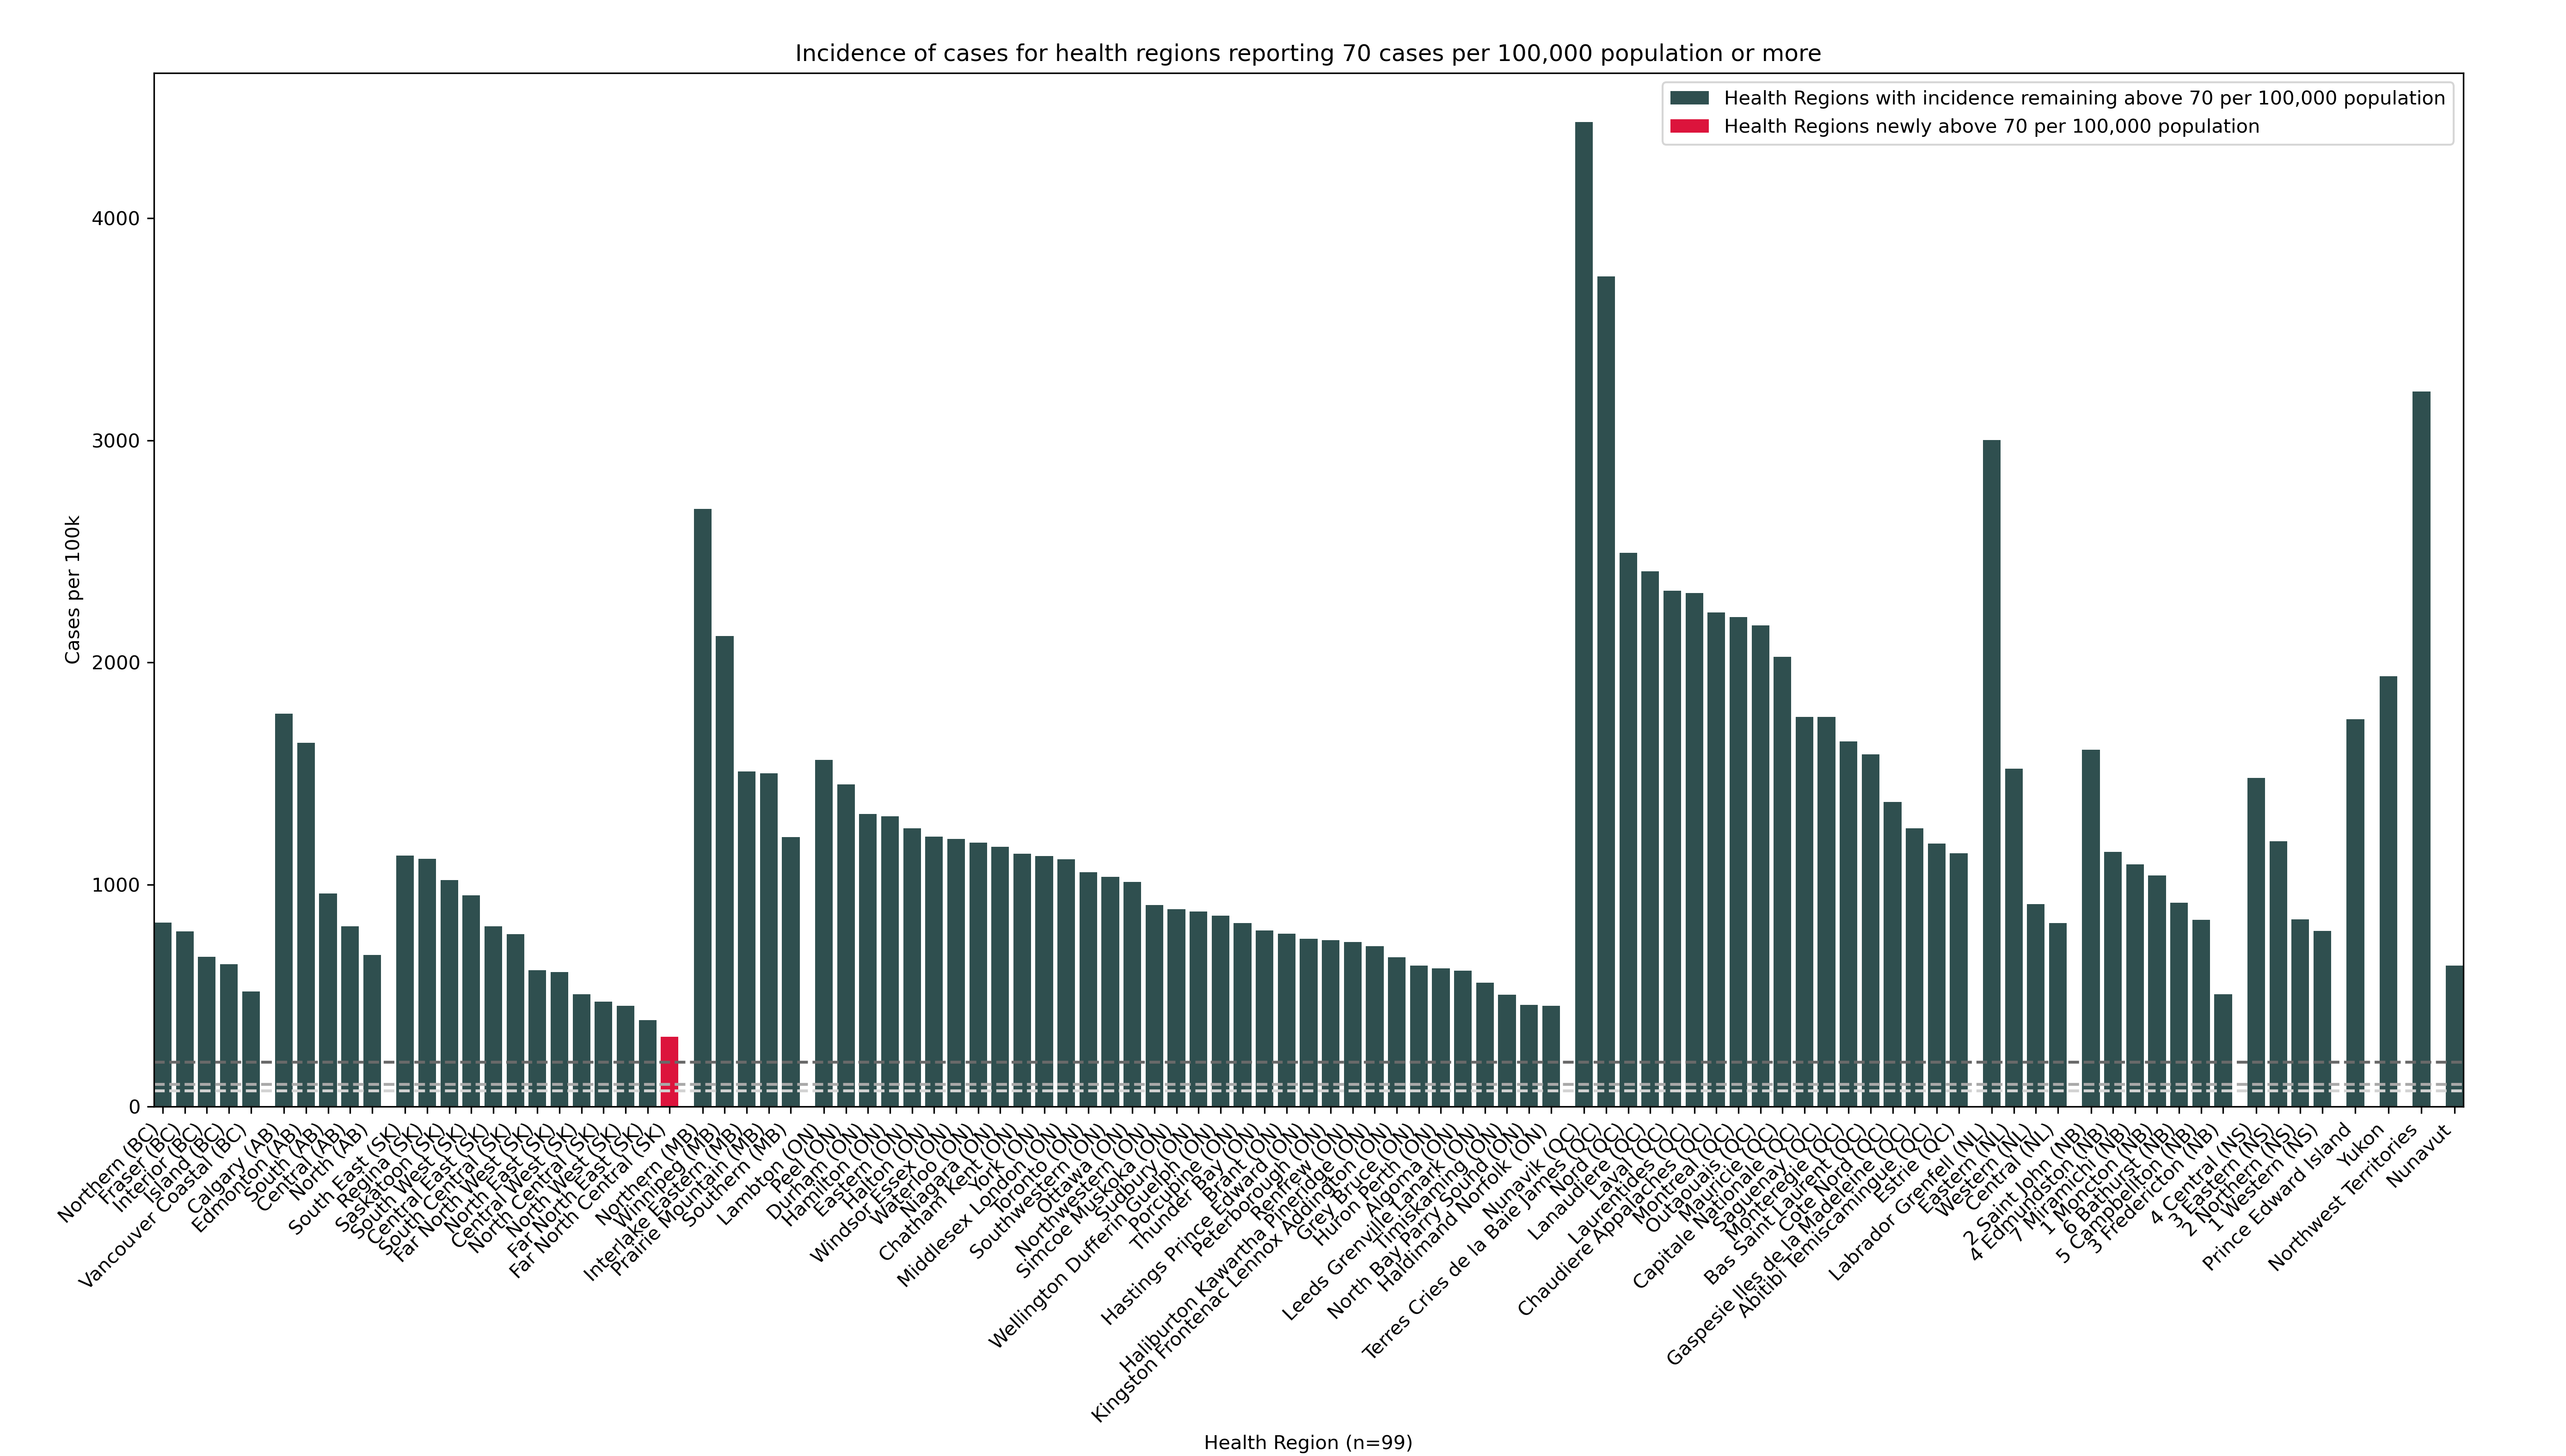 Incidence of cases for health regions reporting 70 cases per 100,000 population or more
Health Regions with incidence remaining above 70 per 100,000 population
Health Regions newly above 70 per 100,000 population
Cases per 100k
4000
3000
2000
1000
0
Northern (BC)
Fraser (BC)
Interior (BC)
Island (BC)
Vancouver Coastal (BC)
Calgary (AB)
Edmonton (AB)
South (AB)
Central (AB)
North (AB)
South East (SK)
Regina (SK)
Saskatoon (SK)
South West (SK)
Central East (SK)
South Central (SK)
North West (SK)
Far North East (SK)
Central West (SK)
North Central (SK)
North West (SK)
Far North East (SK)
Far North Central (SK)
Northern (MB)
Winnipeg (MB)
Interlake Eastern (MB)
Prairie Mountain (MB)
Southern (MB)
Lambton (ON)
Peel (ON)
Durham (ON)
Hamilton (ON)
Eastern (ON)
Halton (ON)
Windsor Essex (ON)
Waterloo (ON)
Niagara (ON)
Chatham Kent (ON)
York (ON)
Middlesex London (ON)
Toronto (ON)
Southwestern (ON)
Ottawa (ON)
Northwestern (ON)
Simcoe Muskoka (ON)
Sudbury (ON)
Wellington Dufferin Guelph (ON)
Porcupine (ON)
Thunder Bay (ON)
Brant (ON)
Hastings Prince Edward (ON)
Peterborough (ON)
Renfrew (ON)
Haliburton Kawartha Pineridge (ON)
Kingston Frontenac Lennox Addington (ON)
Grey Bruce (ON)
Huron Perth (ON)
Algoma (ON)
Leeds Grenville Lanark (ON)
Timiskaming (ON)
North Bay Parry Sound (ON)
Haldimand Norfolk (ON)
Nunavik (QC)
Terres Cries de la Baie James (QC)
Nord (QC)
Lanaudiere (QC)
Laval (QC)
Laurentides (QC)
Chaudiere Appalaches (QC)
Montreal (QC)
Outaouais (QC)
Mauricie (QC)
Capitale Nationale (QC)
Saguenay (QC)
Monteregie (QC)
Bas Saint Laurent (QC)
Cote Nord (QC)
Gaspesie Iles de la Madeleine (QC)
Abitibi Temiscamingue (QC)
Estrie (QC)
Labrador Grenfell (NL)
Eastern (NL)
Western (NL)
Central (NL)
2 Saint John (NB)
4 Edmundston (NB)
7 Miramichi (NB)
1 Moncton (NB)
6 Bathurst (NB)
5 Campbellton (NB)
3 Fredericton (NB)
4 Central (NS)
3 Eastern (NS)
2 Northern (NS)
1 Western (NS)
Prince Edward Island
Yukon
Northwest Territories
Nunavut
Health Region (n=99)